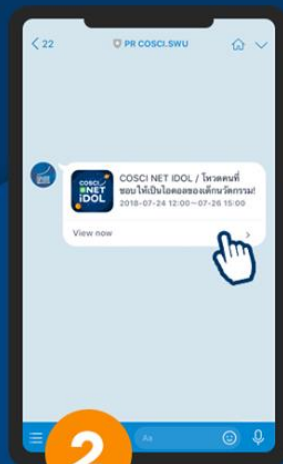 22
PR COSCI.SWU
COSCI
NET
iDOL
COSCI NET IDOL / โหวตคนที่
ชอบให้เป็นไอดอลของเด็กนวัตกรรม!
2018-07-24 12:00~07-26 15:00
View now
Aa
2